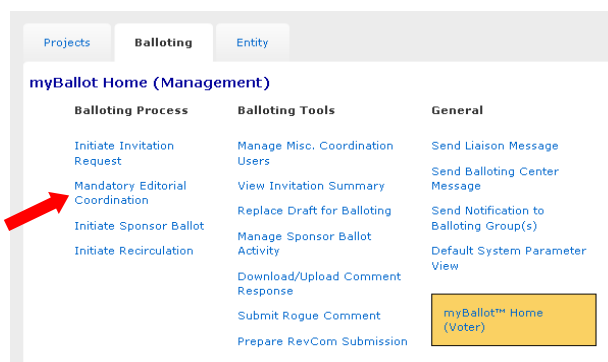 Projects
Balloting
Entity
myBallot Home (Management)
Balloting Process
Initiate Invitation
Request
Mandatory Editorial
Coordination
Initiate Sponsor Ballot
Initiate Recirculation
Balloting Tools
Manage Misc. Coordination
Users
View Invitation Summary
Replace Draft for Balloting
Manage Sponsor Ballot
Activity
Download/Upload Comment
Response
Submit Rogue Comment
Prepare RevCom Submission
General
Send Liaison Message
Send Balloting Center
Message
Send Notification to
Balloting Group(s)
Default System Parameter
View
myBallot™ Home
(Voter)